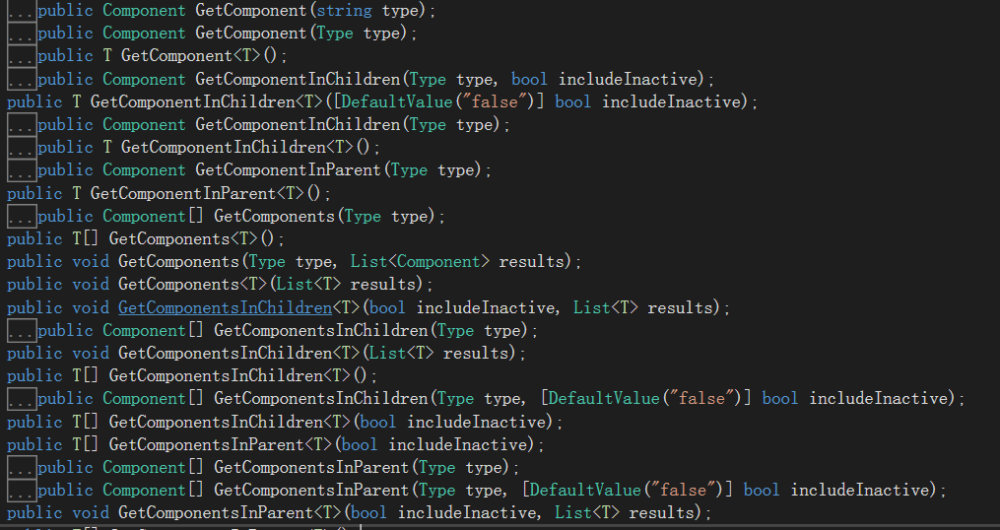 ...public Component GetComponent(string type);
...public Component GetComponent(Type type);
...public T GetComponent<T>();
...public Component GetComponentInChildren(Type type, bool includeInactive);
public T GetComponentInChildren<T>([DefaultValue("false")] bool includeInactive);
...public Component GetComponentInChildren(Type type);
...public T GetComponentInChildren<T>();
...public Component GetComponentInParent(Type type);
public T GetComponentInParent<T>();
...public Component[] GetComponents(Type type);
public T[] GetComponents<T>();
public void GetComponents(Type type, List<Component> results);
public void GetComponents<T>(List<T> results);
public void GetComponentsInChildren<T>(bool includeInactive, List<T> results);
...public Component[] GetComponentsInChildren(Type type);
public void GetComponentsInChildren<T>(List<T> results);
public T[] GetComponentsInChildren<T>();
...public Component[] GetComponentsInChildren(Type type, [DefaultValue("false")] bool includeInactive);
public T[] GetComponentsInChildren<T>(bool includeInactive);
public T[] GetComponentsInParent<T>(bool includeInactive);
...public Component[] GetComponentsInParent(Type type);
...public Component[] GetComponentsInParent(Type type, [DefaultValue("false")] bool includeInactive);
public void GetComponentsInParent<T>(bool includeInactive, List<T> results);